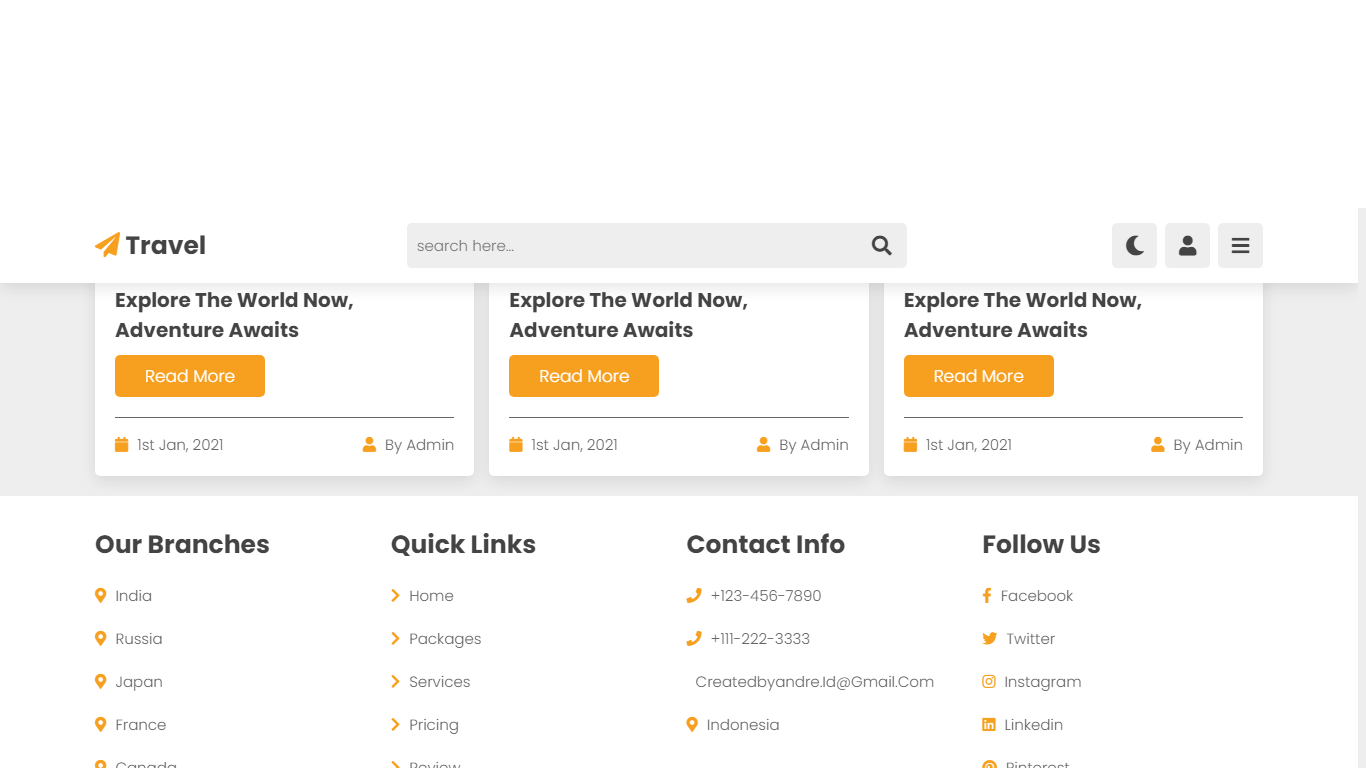 Travel
search here...
Explore The World Now,
Adventure Awaits
Read More
1st Jan, 2021
By Admin
Explore The World Now,
Adventure Awaits
Read More
1st Jan, 2021
By Admin
Explore The World Now,
Adventure Awaits
Read More
1st Jan, 2021
By Admin
Our Branches
India
Russia
Japan
France
Canada
Quick Links
Home
Packages
Services
Pricing
Review
Contact Info
+123-456-7890
+111-222-3333
Createdbyandre.Id@Gmail.Com
Indonesia
Follow Us
Facebook
Twitter
Instagram
Linkedin
Pinterest